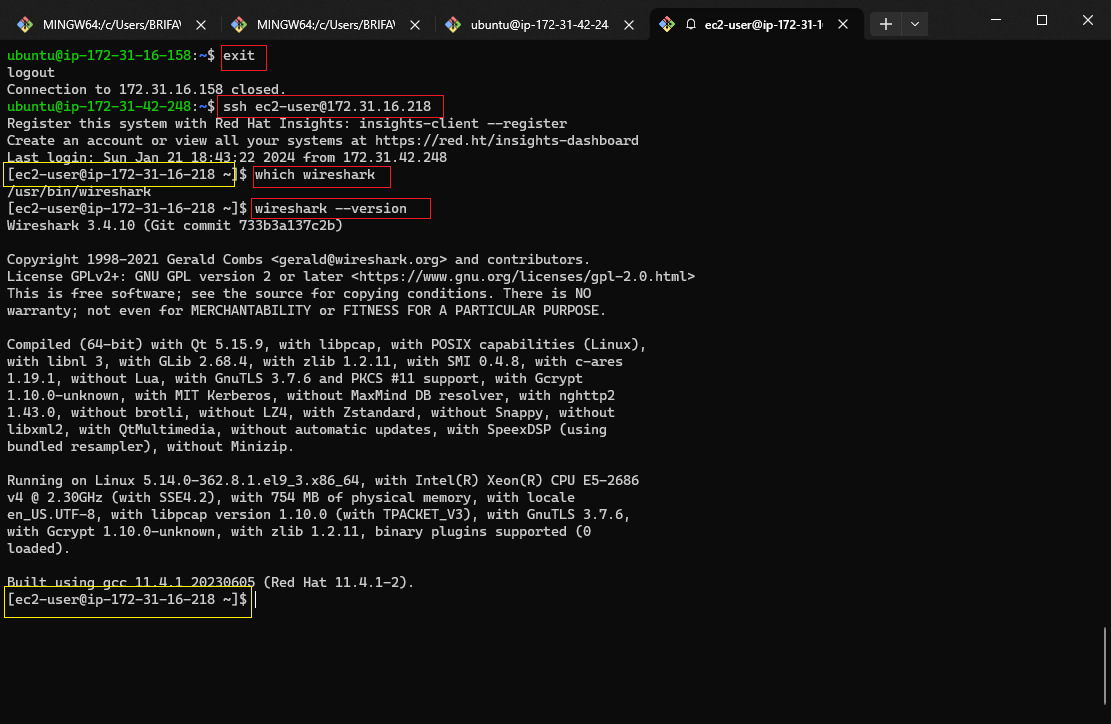 MINGW64:/c/Users/BRIFA
MINGW64:/c/Users/BRIFA
ubuntu@ip-172-31-42-24
ec2-user@ip-172-31-1
ubuntu@ip-172-31-16-158:~$ exit
logout
Connection to 172.31.16.158 closed.
ubuntu@ip-172-31-42-248:~$ ssh ec2-user@172.31.16.218
Register this system with Red Hat Insights: insights-client --register
Create an account or view all your systems at https://red.ht/insights-dashboard
Last login: Sun Jan 21 18:43:22 2024 from 172.31.42.248
[ec2-user@ip-172-31-16-218 ~]$ which wireshark
/usr/bin/wireshark
[ec2-user@ip-172-31-16-218 ~]$ wireshark --version
Wireshark 3.4.10 (Git commit 733b3a137c2b)

Copyright 1998-2021 Gerald Combs <gerald@wireshark.org> and contributors.
License GPLv2+: GNU GPL version 2 or later <https://www.gnu.org/licenses/gpl-2.0.html>
This is free software; see the source for copying conditions. There is NO
warranty; not even for MERCHANTABILITY or FITNESS FOR A PARTICULAR PURPOSE.

Compiled (64-bit) with Qt 5.15.9, with libpcap, with POSIX capabilities (Linux),
with libnl 3, with GLib 2.68.4, with zlib 1.2.11, with SMI 0.4.8, with c-ares
1.19.1, without Lua, with GnuTLS 3.7.6 and PKCS #11 support, with Gcrypt
1.10.0-unknown, with MIT Kerberos, without MaxMind DB resolver, with nghttp2
1.43.0, without brotli, without LZ4, with Zstandard, without Snappy, without
libxml2, with QtMultimedia, without automatic updates, with SpeexDSP (using
bundled resampler), without Minizip.

Running on Linux 5.14.0-362.8.1.el9_3.x86_64, with Intel(R) Xeon(R) CPU E5-2686
v4 @ 2.30GHz (with SSE4.2), with 754 MB of physical memory, with locale
en_US.UTF-8, with libpcap version 1.10.0 (with TPACKET_V3), with GnuTLS 3.7.6,
with Gcrypt 1.10.0-unknown, with zlib 1.2.11, binary plugins supported (0
loaded).

Built using gcc 11.4.1 20230605 (Red Hat 11.4.1-2).
[ec2-user@ip-172-31-16-218 ~]$